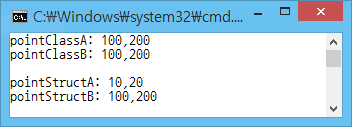 C:₩Windows₩system32₩cmd....
pointClassA: 100,200
pointClassB: 100,200
pointStructA: 10,20
pointStructB: 100,200